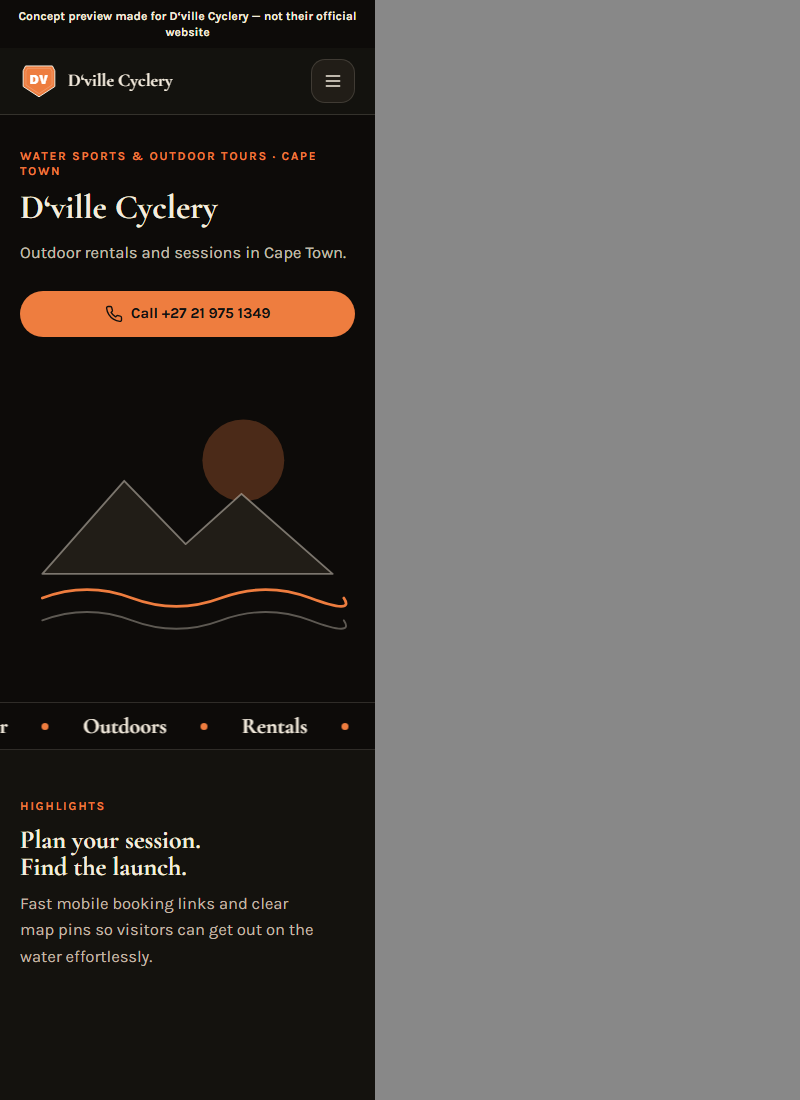 Concept preview made for D‘ville Cyclery — not their official
website
DV
D‘ville Cyclery
WATER SPORTS & OUTDOOR TOURS · CAPE
TOWN
D‘ville Cyclery
Outdoor rentals and sessions in Cape Town.
Call +27 21 975 1349
r • Outdoors • Rentals •
HIGHLIGHTS
Plan your session.
Find the launch.
Fast mobile booking links and clear
map pins so visitors can get out on the
water effortlessly.